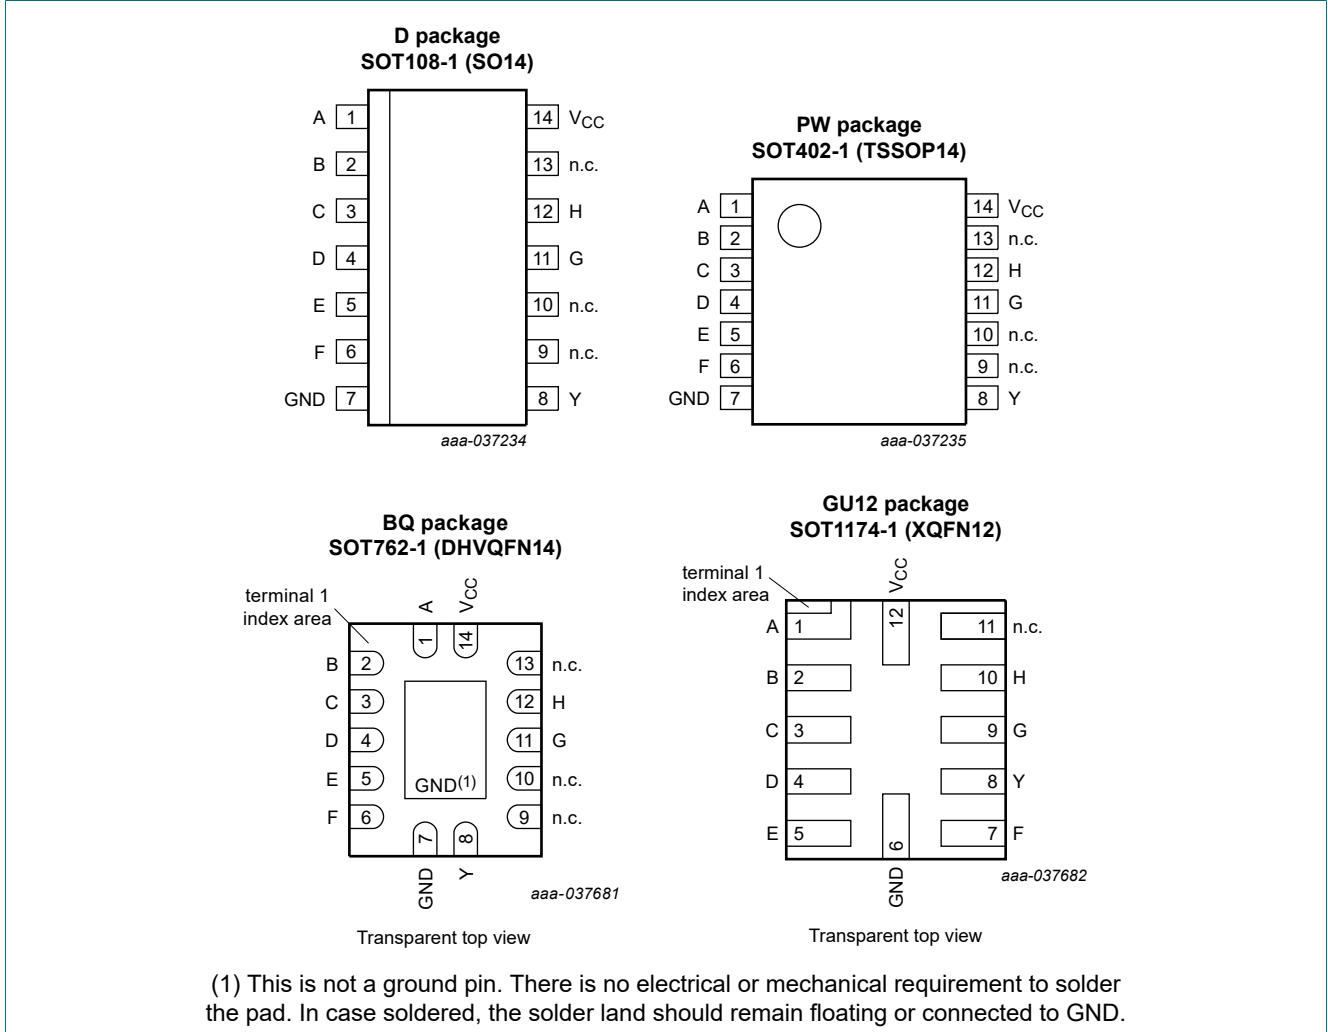 D package
SOT108-1 (SO14)
A 1 14 VCC
B 2 13 n.c.
C 3 12 H
D 4 11 G
E 5 10 n.c.
F 6 9 n.c.
GND 7 8 Y
aaa-037234
PW package
SOT402-1 (TSSOP14)
A 1 14 VCC
B 2 13 n.c.
C 3 12 H
D 4 11 G
E 5 10 n.c.
F 6 9 n.c.
GND 7 8 Y
aaa-037235
BQ package
SOT762-1 (DHVQFN14)
terminal 1
index area
A VCC
1 14
B 2 13 n.c.
C 3 12 H
D 4 11 G
E 5 10 n.c.
GND(1)
F 6 9 n.c.
7 8
GND Y
aaa-037681
Transparent top view
GU12 package
SOT1174-1 (XQFN12)
terminal 1
index area
VCC
12
A 1 11 n.c.
B 2 10 H
C 3 9 G
D 4 8 Y
E 5 7 F
6
GND
aaa-037682
Transparent top view
(1) This is not a ground pin. There is no electrical or mechanical requirement to solder
the pad. In case soldered, the solder land should remain floating or connected to GND.